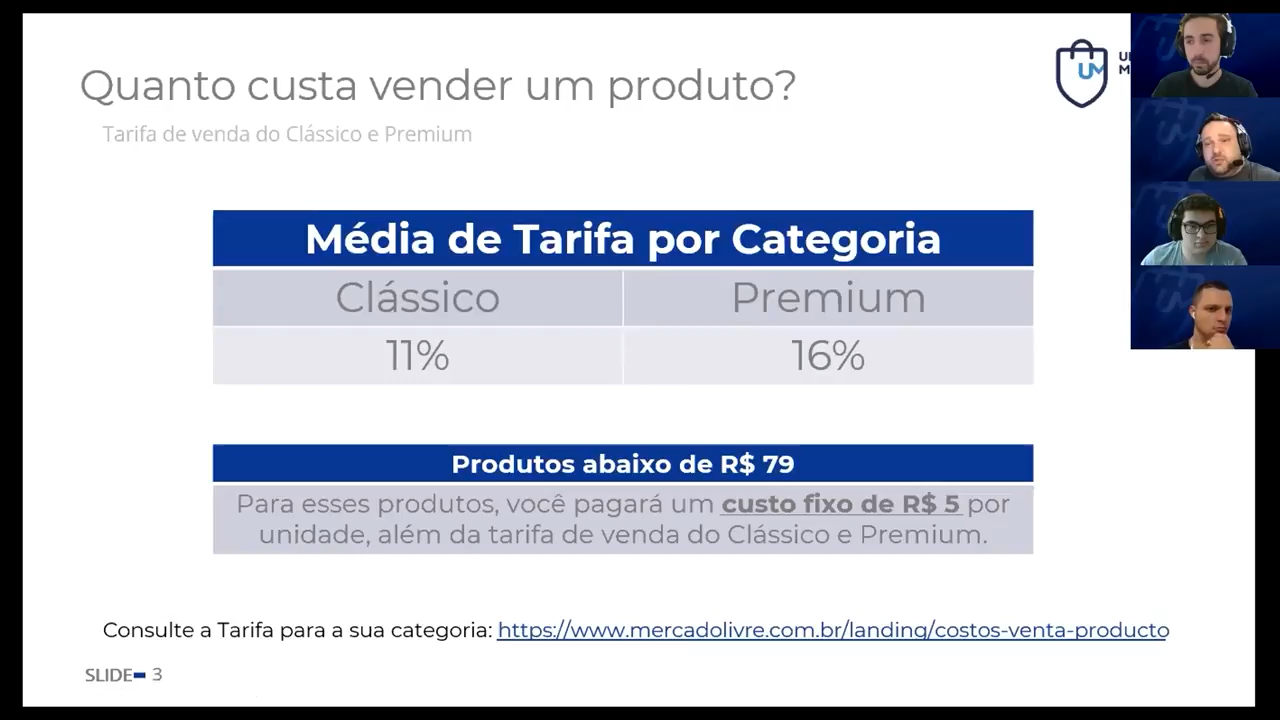 Quanto custa vender um produto?
Tarifa de venda do Clássico e Premium
UM
Média de Tarifa por Categoria
Clássico Premium
11% 16%
Produtos abaixo de R$ 79
Para esses produtos, você pagará um custo fixo de R$ 5 por
unidade, além da tarifa de venda do Clássico e Premium.
Consulte a Tarifa para a sua categoria: https://www.mercadolivre.com.br/landing/costos-venta-producto
SLIDE 3